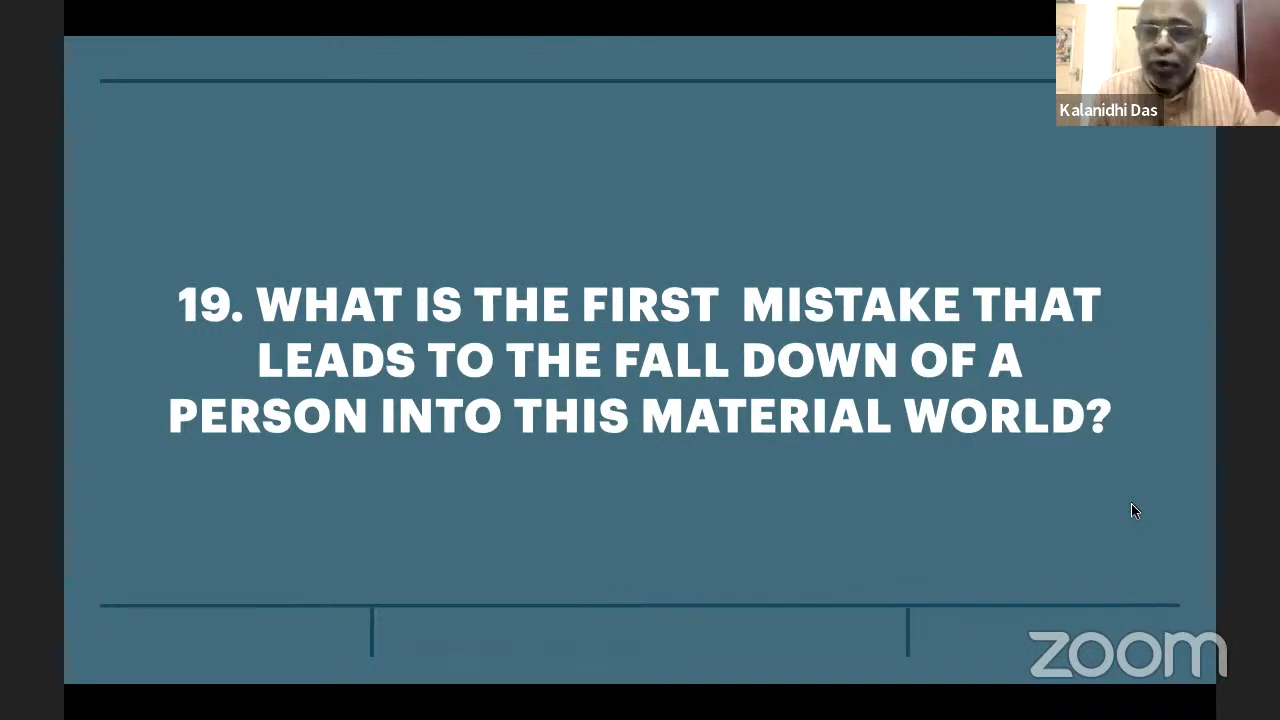 Kalanidhi Das
19. WHAT IS THE FIRST MISTAKE THAT
LEADS TO THE FALL DOWN OF A
PERSON INTO THIS MATERIAL WORLD?
zoom